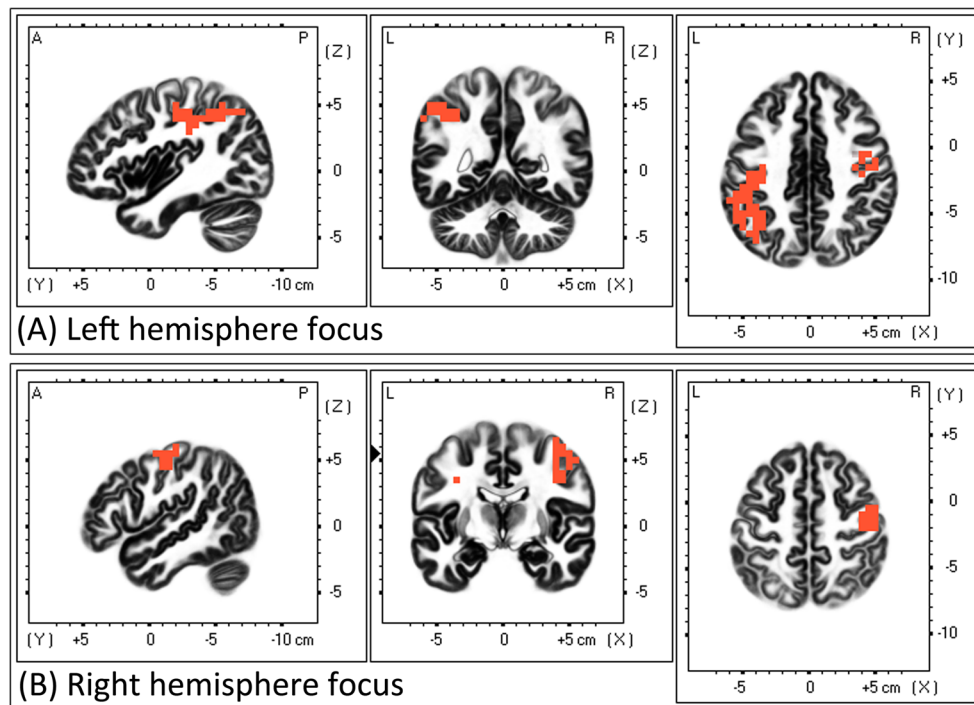 A P (Z) L R (Z) L R (Y)
+5 +5 +5
0 0 0
-5 -5 -5
-10
(Y) +5 0 -5 -10 cm -5 0 +5 cm (X) -5 0 +5 cm (X)
(A) Left hemisphere focus
A P (Z) L R (Z) L R (Y)
+5 +5 +5
0 0 0
-5 -5 -5
-10
(Y) +5 0 -5 -10 cm -5 0 +5 cm (X) -5 0 +5 cm (X)
(B) Right hemisphere focus